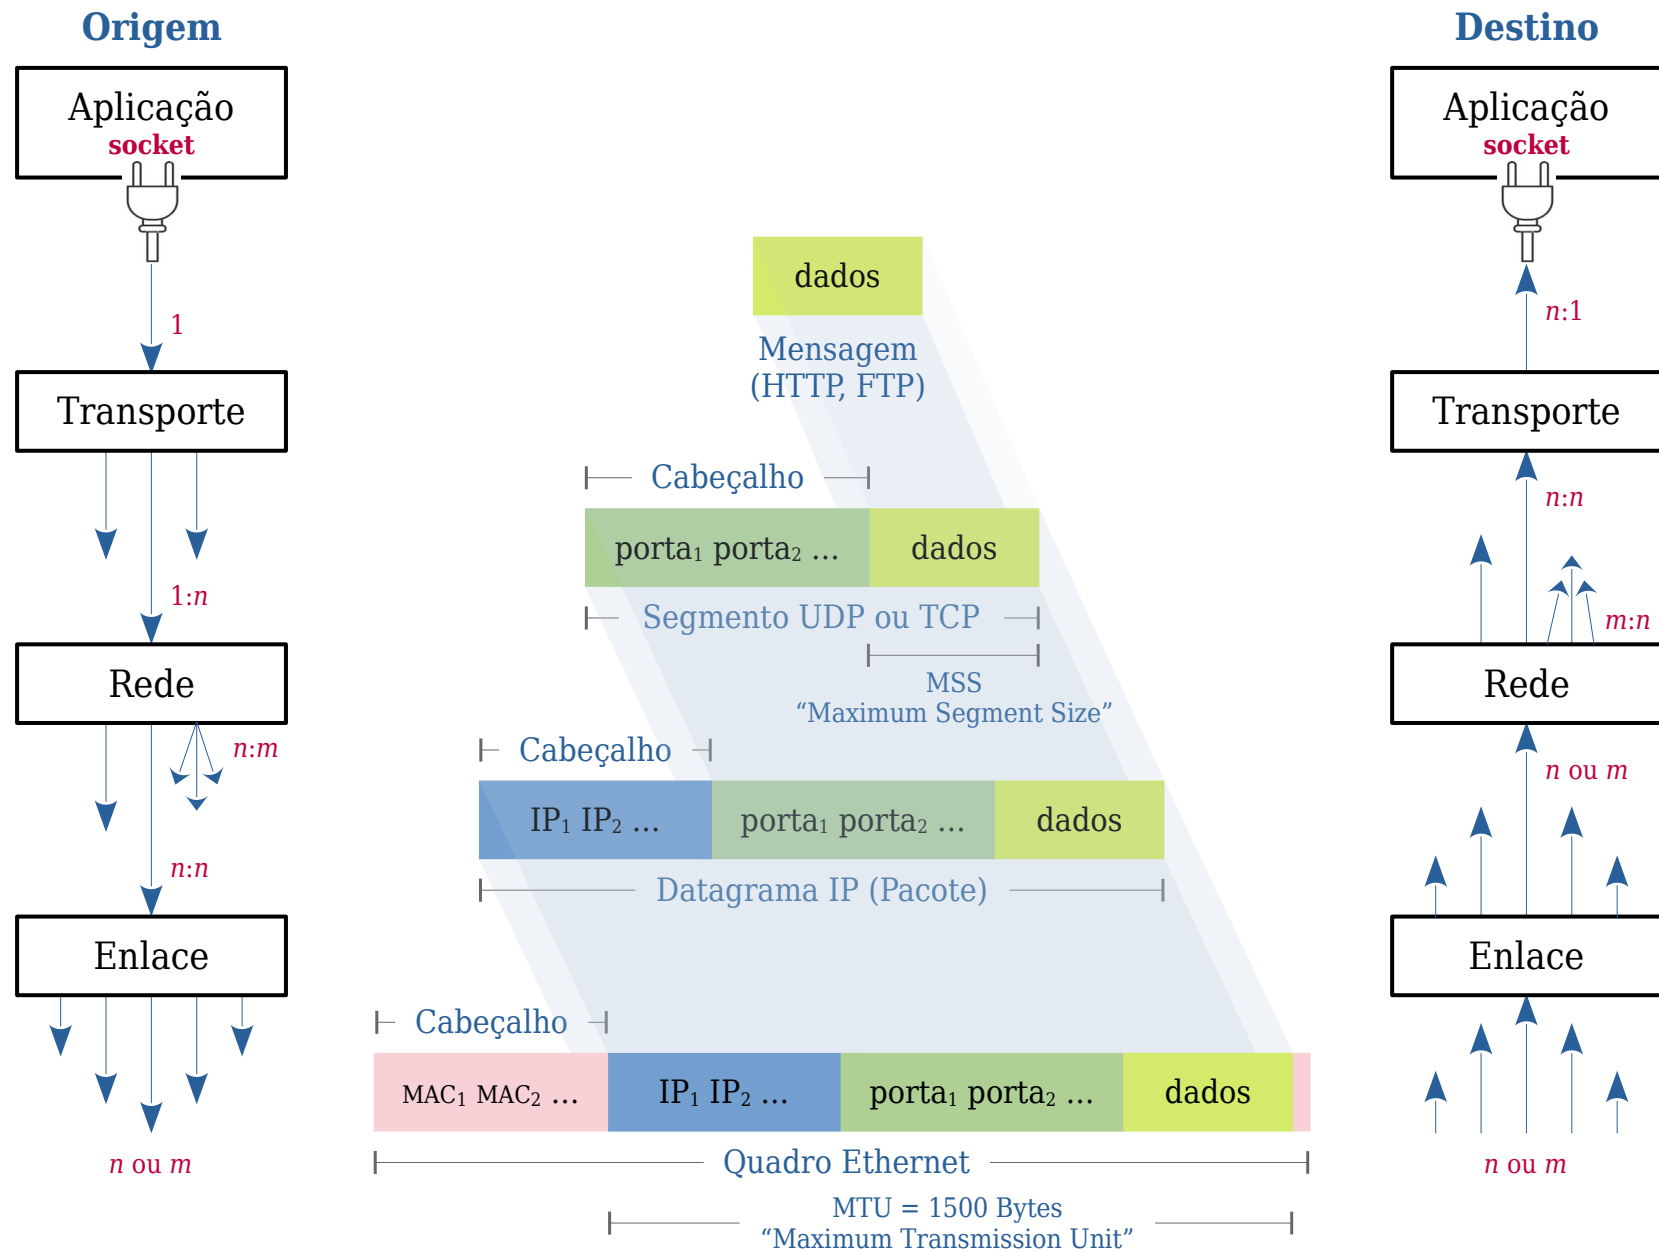 Origem
Aplicação
socket
1
Transporte
1:n
Rede
n:m
n:n
Enlace
n ou m
dados
Mensagem
(HTTP, FTP)
Cabeçalho
porta₁ porta₂ ... dados
Segmento UDP ou TCP
MSS
“Maximum Segment Size”
Cabeçalho
IP₁ IP₂ ... porta₁ porta₂ ... dados
Datagrama IP (Pacote)
Cabeçalho
MAC₁ MAC₂ ... IP₁ IP₂ ... porta₁ porta₂ ... dados
Quadro Ethernet
MTU = 1500 Bytes
“Maximum Transmission Unit”
Destino
Aplicação
socket
n:1
Transporte
n:n
m:n
Rede
n ou m
Enlace
n ou m